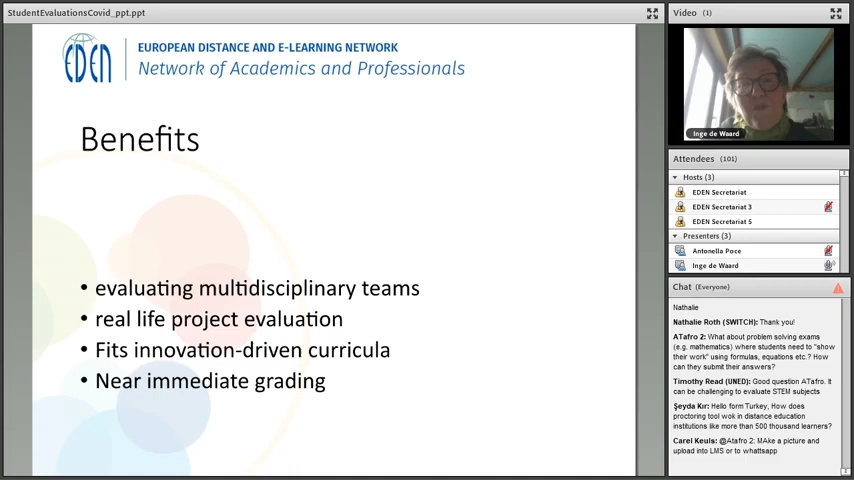 StudentEvaluationsCovid_ppt.ppt
EDEN
EUROPEAN DISTANCE AND E-LEARNING NETWORK
Network of Academics and Professionals
Benefits
• evaluating multidisciplinary teams
• real life project evaluation
• Fits innovation-driven curricula
• Near immediate grading
Video (1)
Inge de Waard
Attendees (101)
Hosts (3)
EDEN Secretariat
EDEN Secretariat 3
EDEN Secretariat 5
Presenters (3)
Antonella Poce
Inge de Waard
Chat (Everyone)
Nathalie
Nathalie Roth (SWITCH): Thank you!
ATafro 2: What about problem solving exams
(e.g. mathematics) where students need to "show
their work" using formulas, equations etc.? How
can they submit their answers?
Timothy Read (UNED): Good question ATafro. It
can be challenging to evaluate STEM subjects
Şeyda Kır: Hello form Turkey, How does
proctoring tool wok in distance education
institutions like more than 500 thousand learners?
Carel Keuls: @Atafro 2: MAke a picture and
upload into LMS or to whattsapp